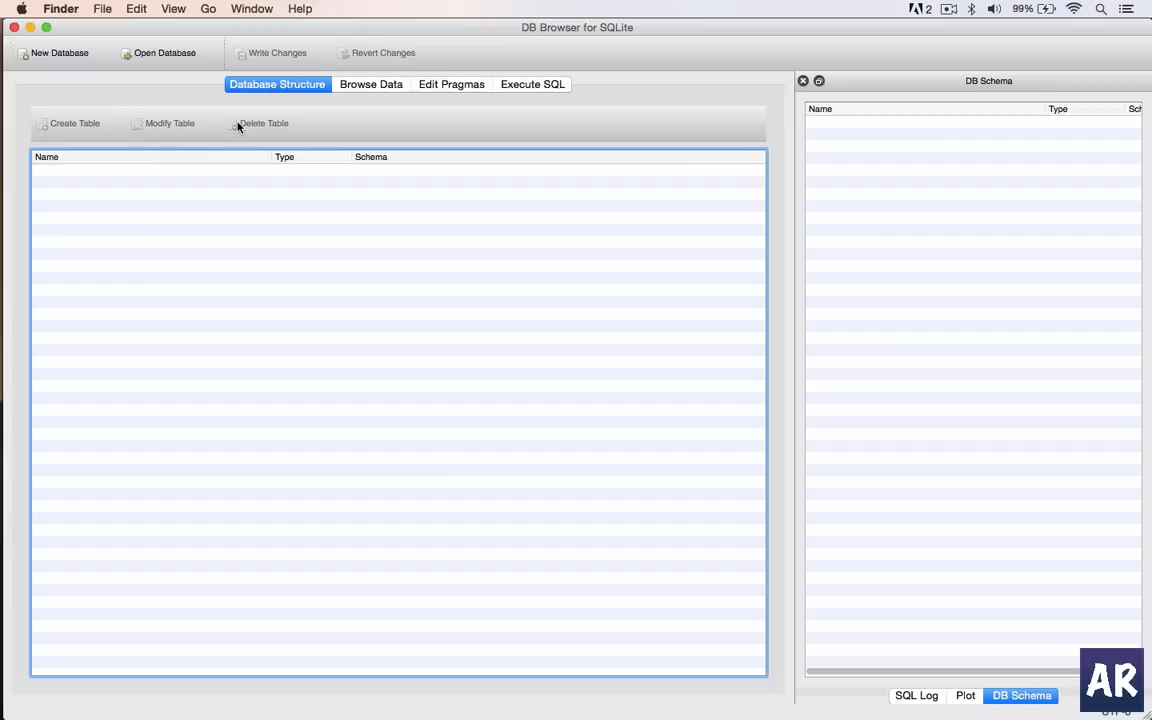 Finder File Edit View Go Window Help 2 99%
DB Browser for SQLite
New Database Open Database Write Changes Revert Changes
Database Structure Browse Data Edit Pragmas Execute SQL
DB Schema
Create Table Modify Table Delete Table
Name Type Schema
Name Type Sch
SQL Log Plot DB Schema
AR